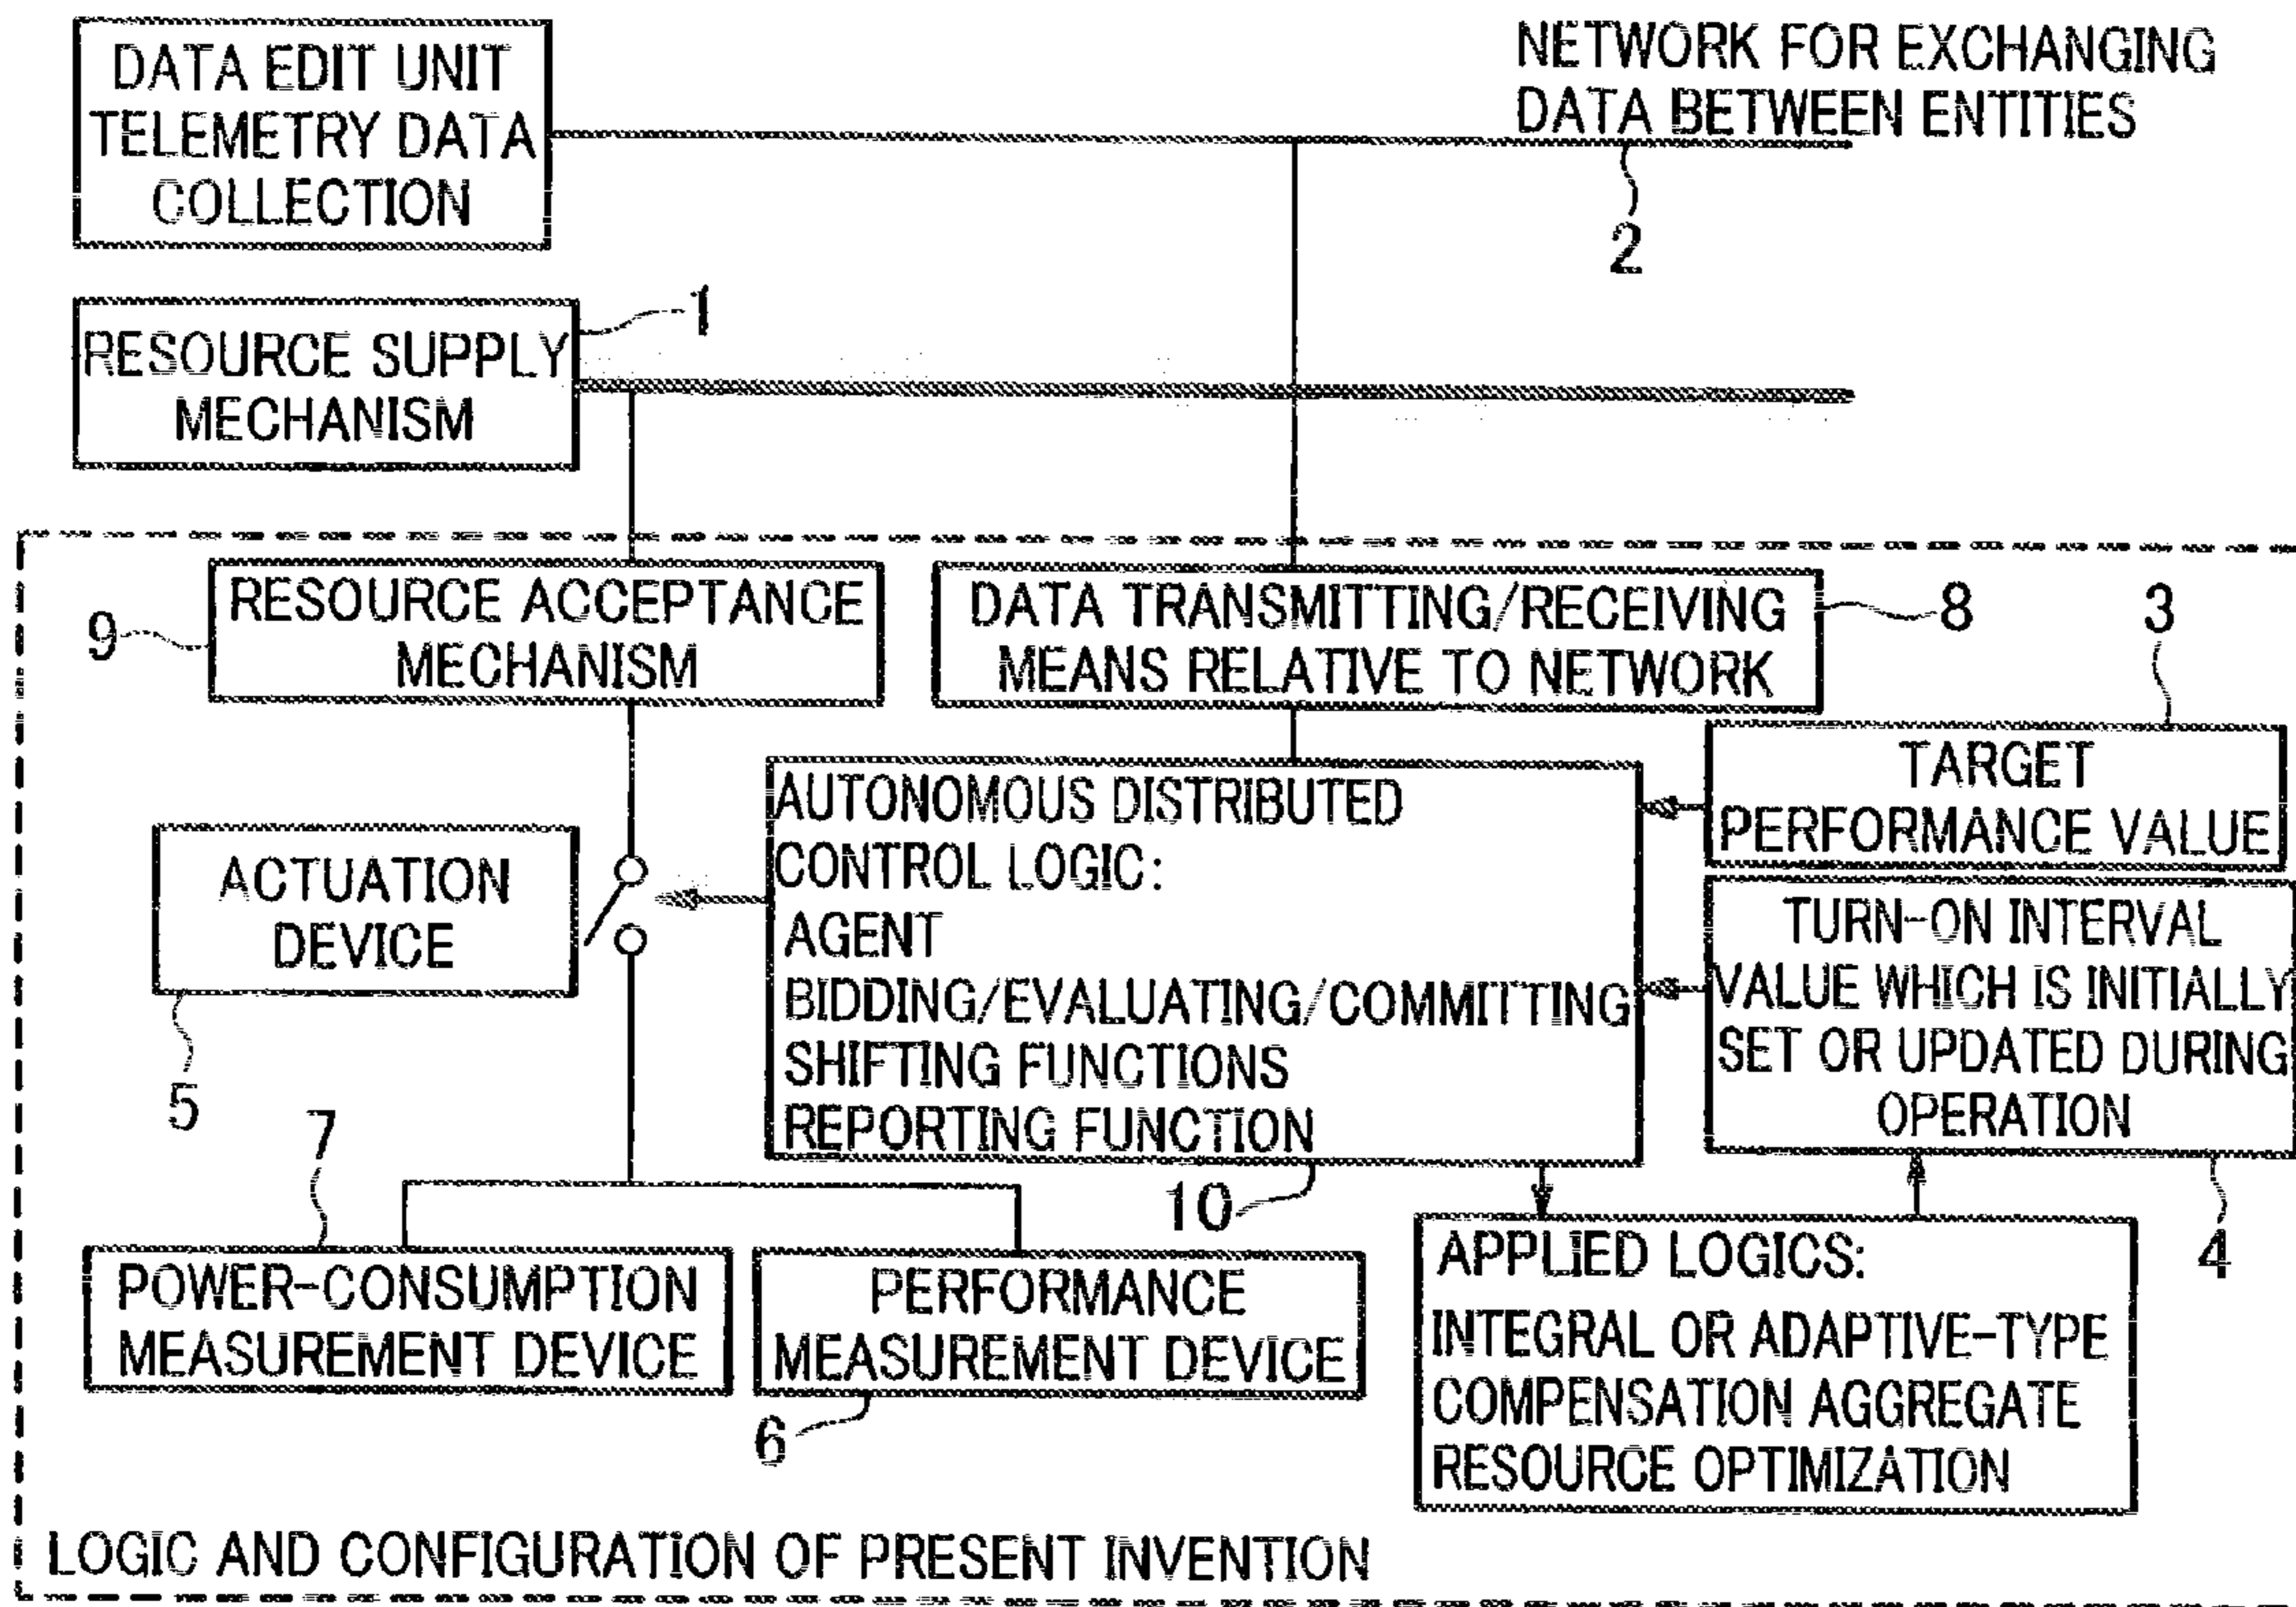 DATA EDIT UNIT
TELEMETRY DATA
COLLECTION
NETWORK FOR EXCHANGING
DATA BETWEEN ENTITIES
2
RESOURCE SUPPLY
MECHANISM
1
RESOURCE ACCEPTANCE
MECHANISM
9
DATA TRANSMITTING/RECEIVING
MEANS RELATIVE TO NETWORK
8
3
TARGET
PERFORMANCE VALUE
ACTUATION
DEVICE
5
AUTONOMOUS DISTRIBUTED
CONTROL LOGIC:
AGENT
BIDDING/EVALUATING/COMMITTING
SHIFTING FUNCTIONS
REPORTING FUNCTION
10
TURN-ON INTERVAL
VALUE WHICH IS INITIALLY
SET OR UPDATED DURING
OPERATION
4
7
POWER-CONSUMPTION
MEASUREMENT DEVICE
PERFORMANCE
MEASUREMENT DEVICE
6
APPLIED LOGICS:
INTEGRAL OR ADAPTIVE-TYPE
COMPENSATION AGGREGATE
RESOURCE OPTIMIZATION
LOGIC AND CONFIGURATION OF PRESENT INVENTION